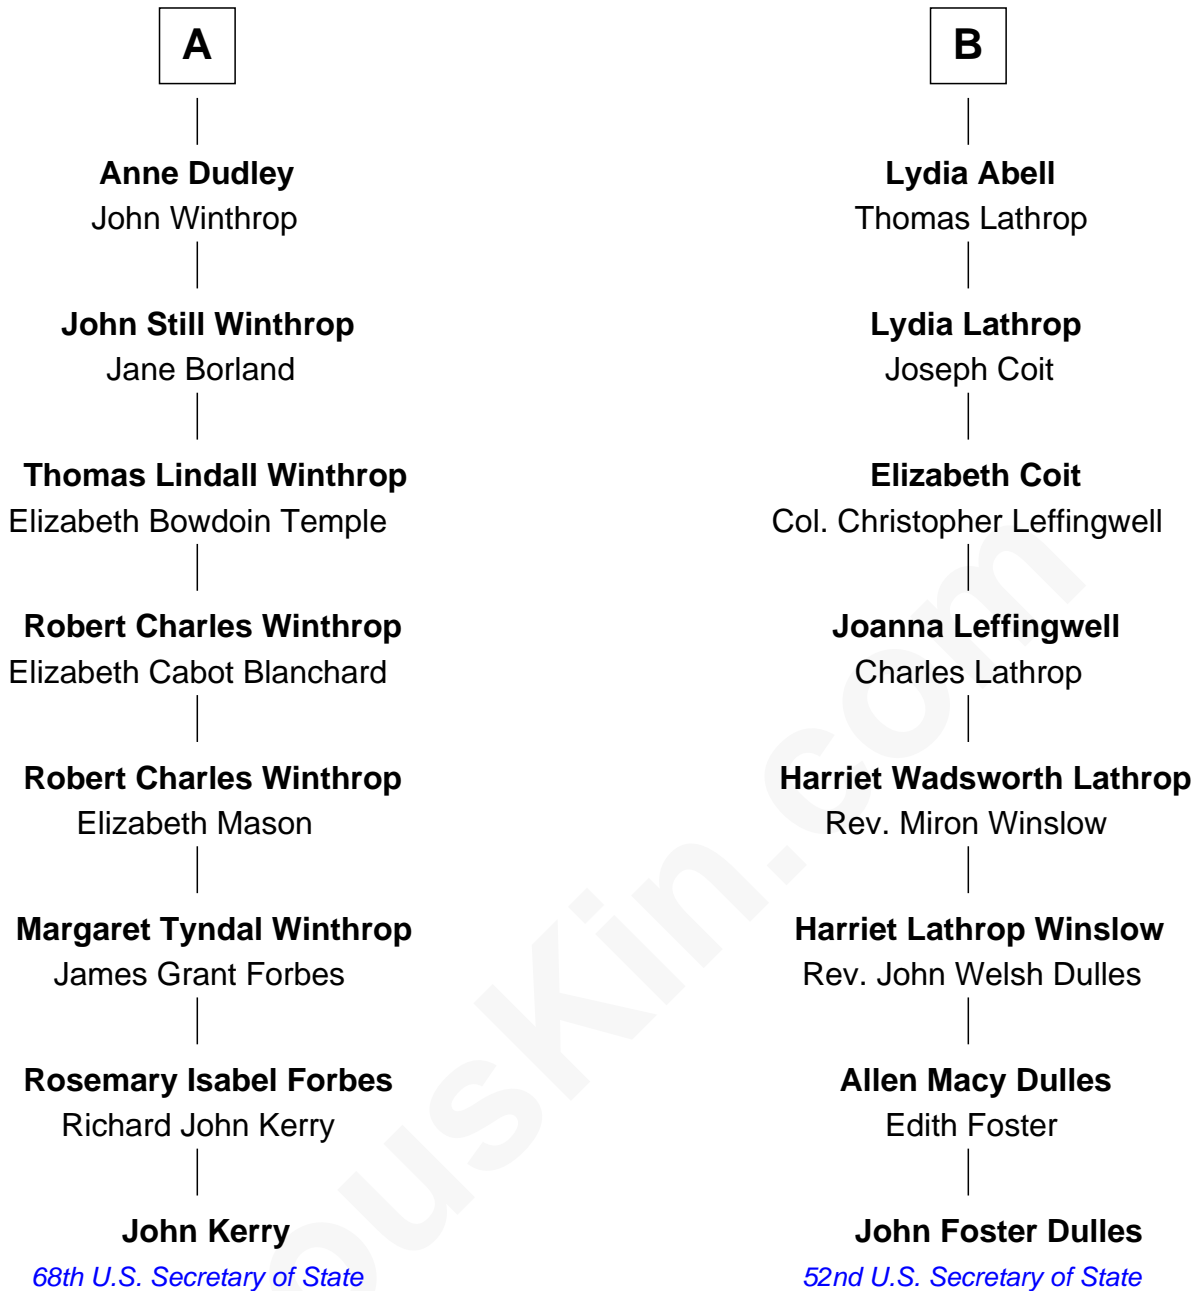 A
Anne Dudley
John Winthrop
John Still Winthrop
Jane Borland
Thomas Lindall Winthrop
Elizabeth Bowdoin Temple
Robert Charles Winthrop
Elizabeth Cabot Blanchard
Robert Charles Winthrop
Elizabeth Mason
Margaret Tyndal Winthrop
James Grant Forbes
Rosemary Isabel Forbes
Richard John Kerry
John Kerry
68th U.S. Secretary of State
B
Lydia Abell
Thomas Lathrop
Lydia Lathrop
Joseph Coit
Elizabeth Coit
Col. Christopher Leffingwell
Joanna Leffingwell
Charles Lathrop
Harriet Wadsworth Lathrop
Rev. Miron Winslow
Harriet Lathrop Winslow
Rev. John Welsh Dulles
Allen Macy Dulles
Edith Foster
John Foster Dulles
52nd U.S. Secretary of State
ousKin.com